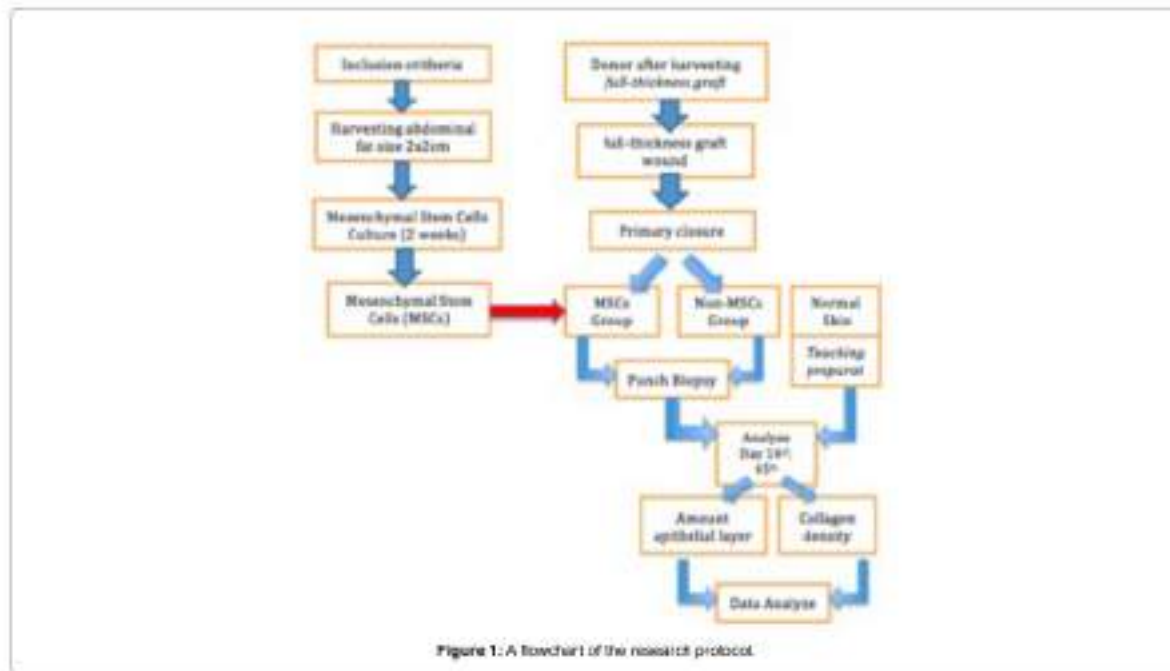 Inclusion critheria
Harvesting abdominal
fat size 2x2cm
Mesenchymal Stem Cells
Culture (2 weeks)
Mesenchymal Stem
Cells (MSCs)
Donor after harvesting
full-thickness graft
full-thickness graft
wound
Primary closure
MSCs
Group
Non-MSCs
Group
Normal
Skin
Teaching
preparat
Punch Biopsy
Analyse
Day
Amount
epithelial layer
Collagen
density
Data Analyze
Figure 1: A flowchart of the research protocol.